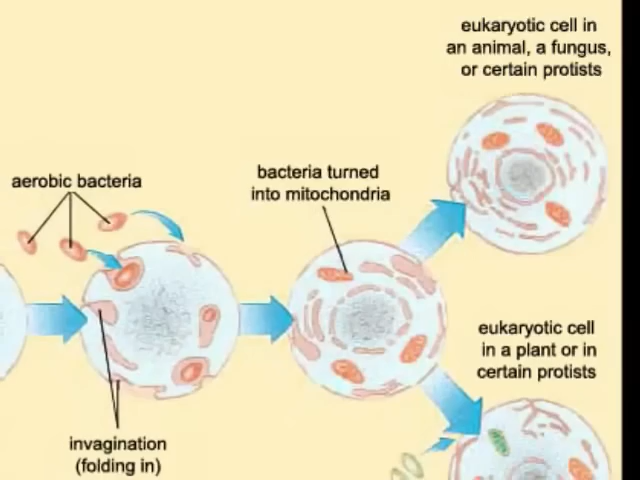 eukaryotic cell in
an animal, a fungus,
or certain protists
aerobic bacteria
bacteria turned
into mitochondria
eukaryotic cell
in a plant or in
certain protists
invagination
(folding in)